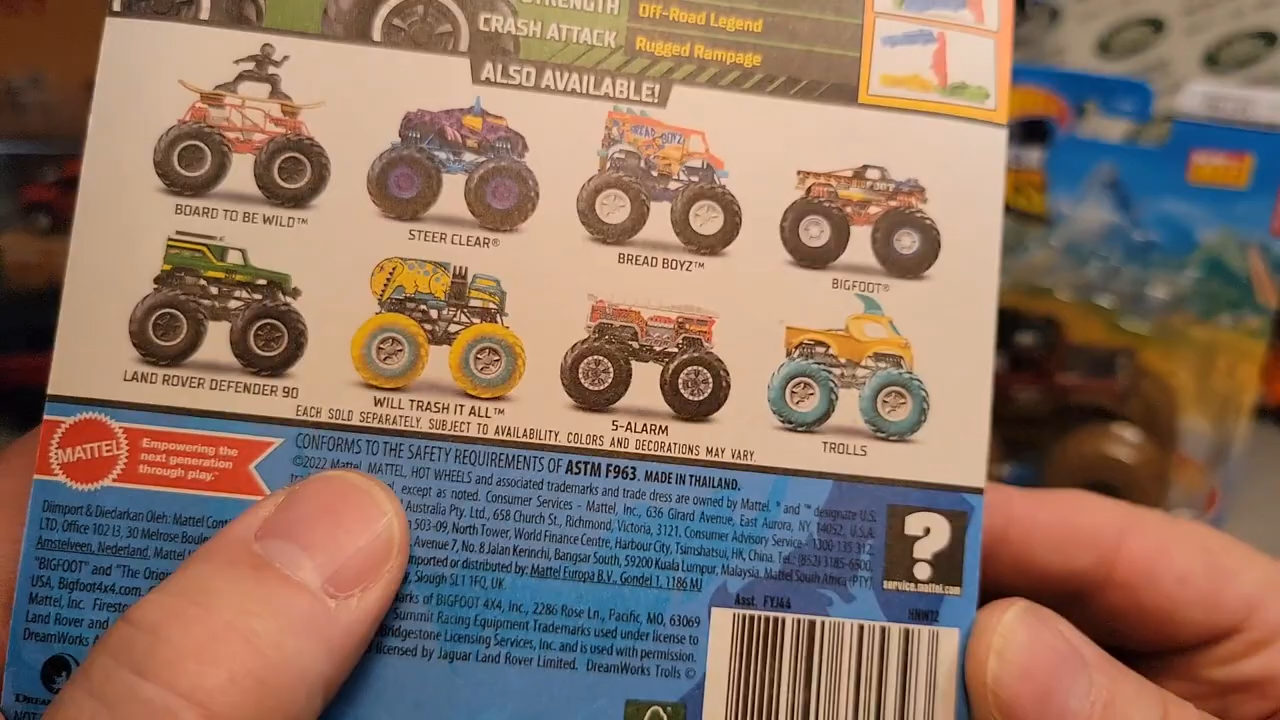 STRENGTH
Off-Road Legend
CRASH ATTACK
Rugged Rampage
ALSO AVAILABLE!
BREAD BOYZ
BIGFOOT
BOARD TO BE WILD™
STEER CLEAR®
BREAD BOYZ™
BIGFOOT®
LAND ROVER DEFENDER 90
WILL TRASH IT ALL™
5-ALARM
TROLLS
EACH SOLD SEPARATELY. SUBJECT TO AVAILABILITY. COLORS AND DECORATIONS MAY VARY.
MATTEL
Empowering the
next generation
through play.™
CONFORMS TO THE SAFETY REQUIREMENTS OF ASTM F963. MADE IN THAILAND.
©2022 Mattel. MATTEL, HOT WHEELS and associated trademarks and trade dress are owned by Mattel. ® and ™ designate U.S.
except as noted. Consumer Services - Mattel, Inc., 636 Girard Avenue, East Aurora, NY 14052, U.S.A.
Australia Pty. Ltd., 658 Church St., Richmond, Victoria, 3121. Consumer Advisory Service - 1300 135 312.
503-09, North Tower, World Finance Centre, Harbour City, Tsimshatsui, HK, China. Tel.: (852) 3185-6500.
Diimport & Diedarkan Oleh: Mattel
Avenue 7, No. 8 Jalan Kerinchi, Bangsar South, 59200 Kuala Lumpur, Malaysia. Mattel South Africa (PTY)
LTD, Office 102 I3, 30 Melrose
imported or distributed by: Mattel Europa B.V., Gondel 1, 1186 MJ
Amstelveen, Nederland. Mattel
, Slough SL1 1FQ, UK.
"BIGFOOT" and "The
of BIGFOOT 4X4, Inc., 2286 Rose Ln., Pacific, MO, 63069
USA, Bigfoot4x4.com.
Summit Racing Equipment Trademarks used under license to
Mattel, Inc.
Bridgestone Licensing Services, Inc. and is used with permission.
Land Rover and
licensed by Jaguar Land Rover Limited. DreamWorks Trolls ©
DreamWorks
?
service.mattel.com
Asst. FYJ44
HNW12